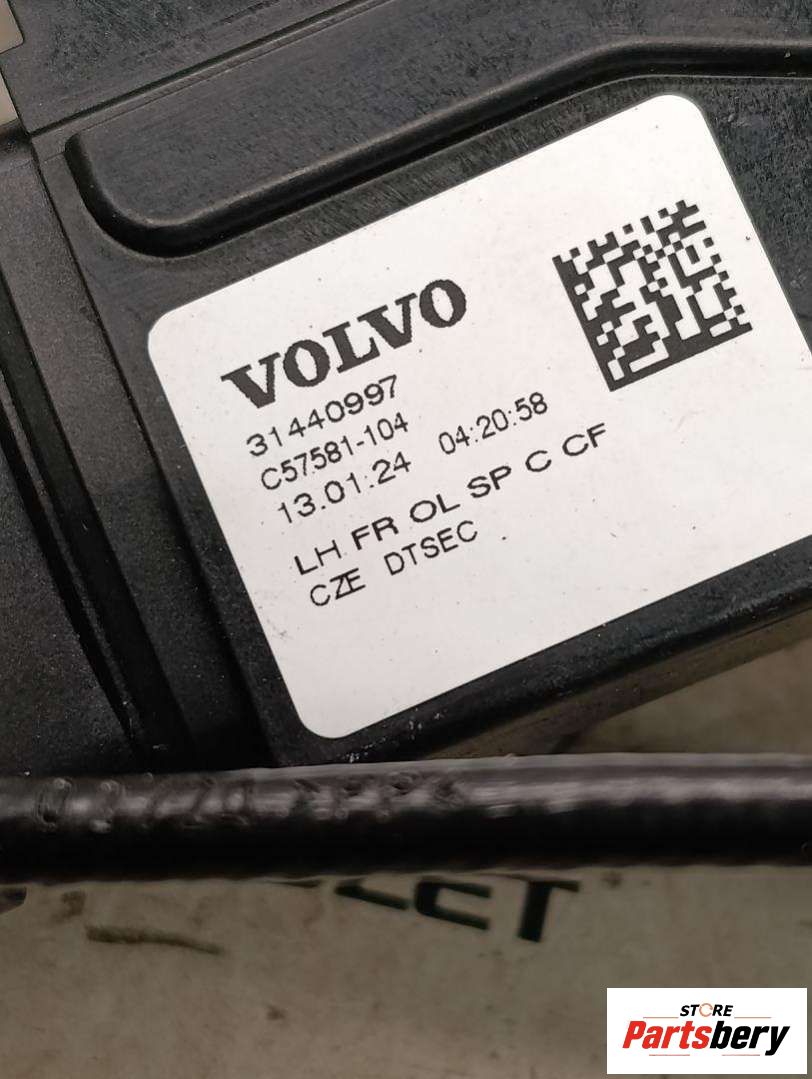 VOLVO
31440997
C57581-104
13.01.24 04:20:58
LH FR OL SP C CF
CZE DTSEC .
STORE
Partsbery